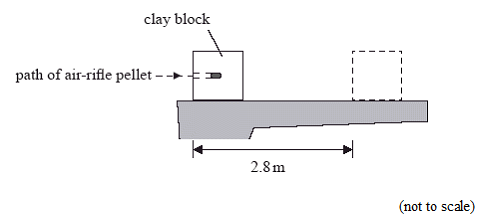 clay block
path of air-rifle pellet
2.8 m
(not to scale)